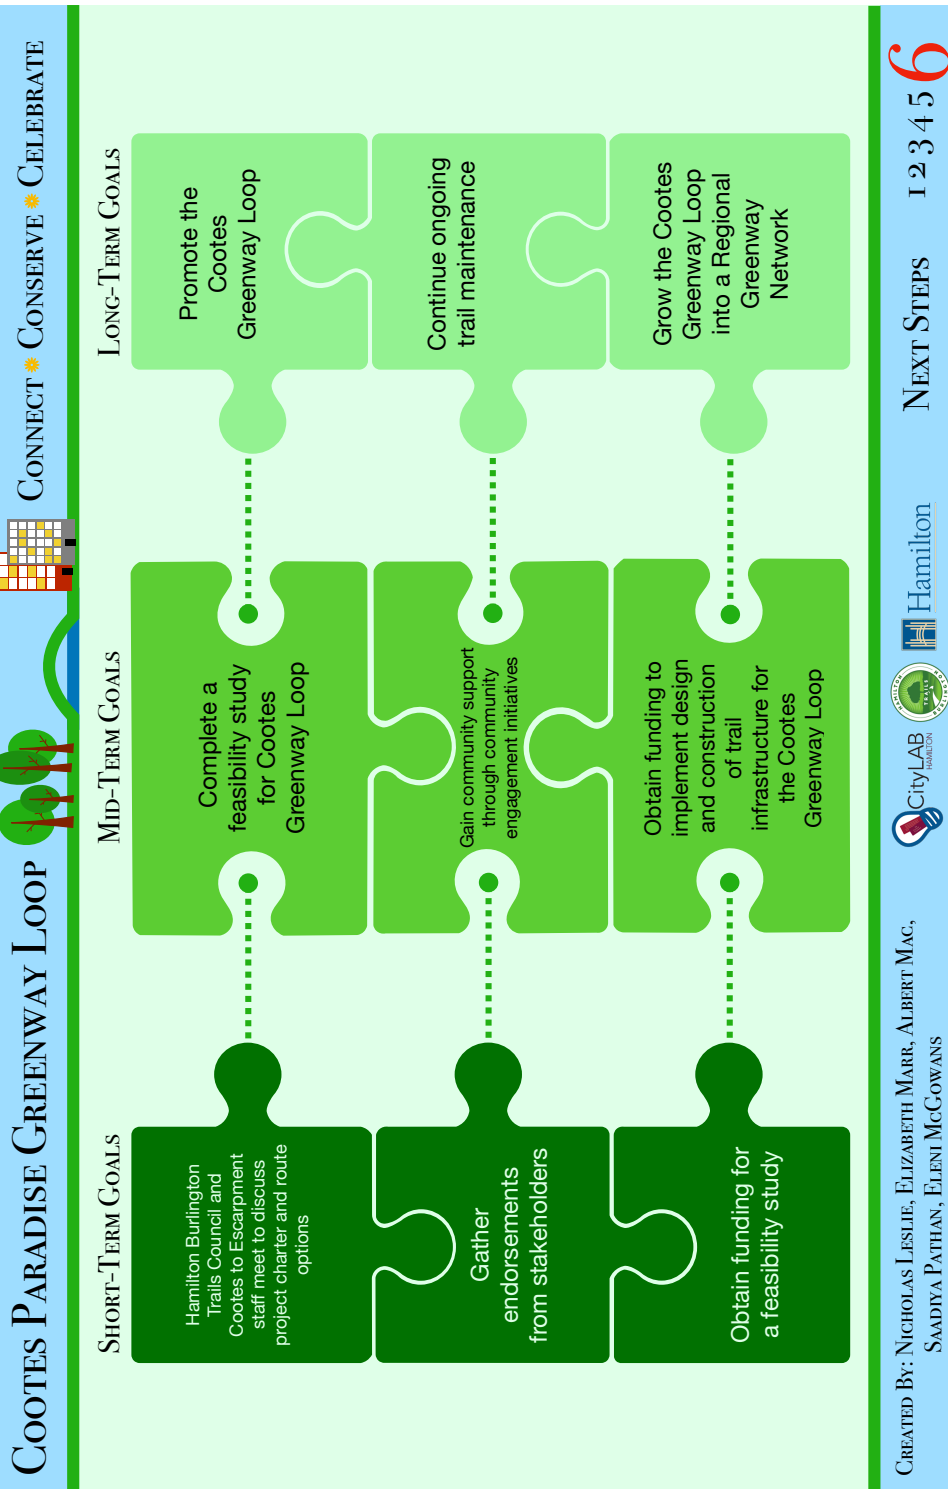 COOTES PARADISE GREENWAY LOOP
CONNECT CONSERVE CELEBRATE
SHORT-TERM GOALS
Hamilton Burlington
Trails Council and
Cootes to Escarpment
staff meet to discuss
project charter and route
options
Gather
endorsements
from stakeholders
Obtain funding for
a feasibility study
MID-TERM GOALS
Complete a
feasibility study
for Cootes
Greenway Loop
Gain community support
through community
engagement initiatives
Obtain funding to
implement design
and construction
of trail
infrastructure for
the Cootes
Greenway Loop
LONG-TERM GOALS
Promote the
Cootes
Greenway Loop
Continue ongoing
trail maintenance
Grow the Cootes
Greenway Loop
into a Regional
Greenway
Network
CREATED BY: NICHOLAS LESLIE, ELIZABETH MARR, ALBERT MAC,
SAADIYA PATHAN, ELENI MCGOWANS
CityLAB
HAMILTON
HAMILTON
TRAILS
Hamilton
NEXT STEPS
1 2 3 4 5 6